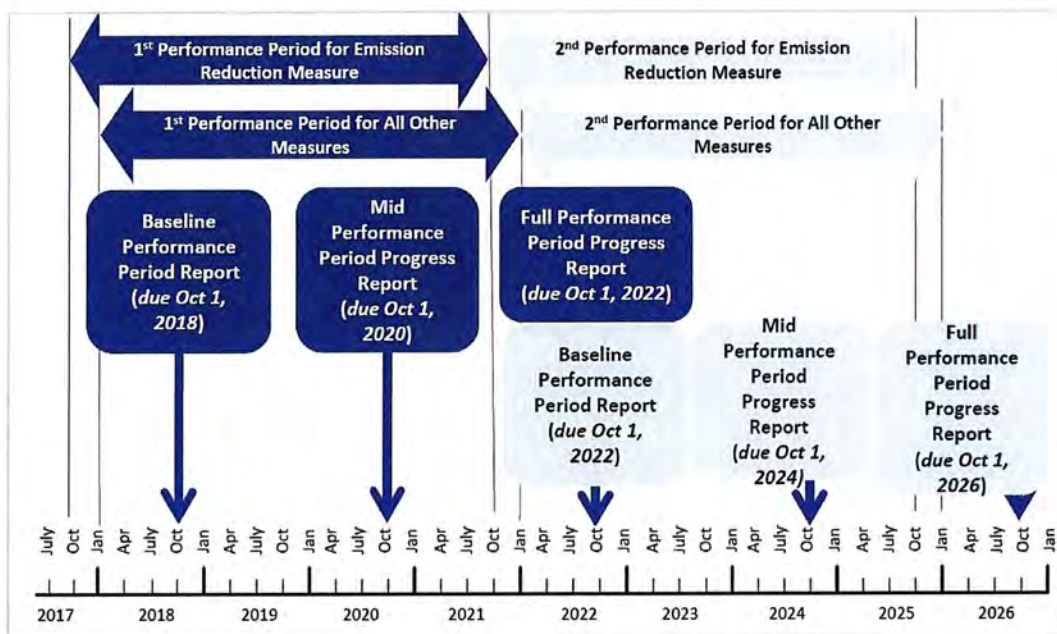 1st Performance Period for Emission
Reduction Measure
2nd Performance Period for Emission
Reduction Measure
1st Performance Period for All Other
Measures
2nd Performance Period for All Other
Measures
Baseline
Performance
Period Report
(due Oct 1,
2018)
Mid
Performance
Period Progress
Report
(due Oct 1,
2020)
Full Performance
Period Progress
Report
(due Oct 1, 2022)
Baseline
Performance
Period Report
(due Oct 1,
2022)
Mid
Performance
Period
Progress
Report
(due Oct 1,
2024)
Full
Performance
Period
Progress
Report
(due Oct 1,
2026)
July Oct Jan Apr July Oct Jan Apr July Oct Jan Apr July Oct Jan Apr July Oct Jan Apr July Oct Jan Apr July Oct Jan Apr July Oct Jan Apr July Oct Jan Apr July Oct Jan
2017 2018 2019 2020 2021 2022 2023 2024 2025 2026